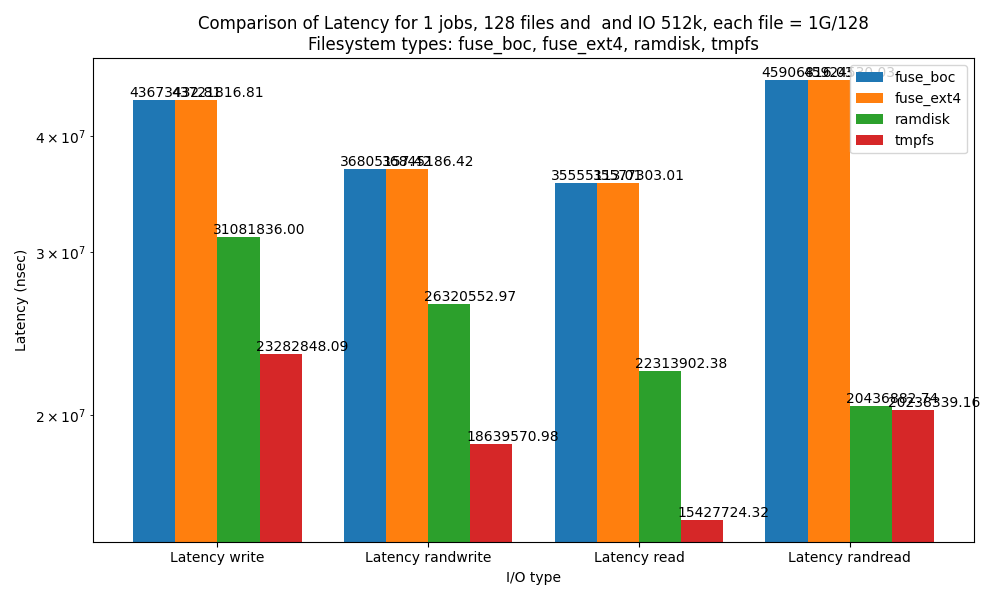 Comparison of Latency for 1 jobs, 128 files and  and IO 512k, each file = 1G/128
Filesystem types: fuse_boc, fuse_ext4, ramdisk, tmpfs
fuse_boc
fuse_ext4
ramdisk
tmpfs
31081836.00
23282848.09
26320552.97
18639570.98
22313902.38
15427724.32
20436882.74
20236339.16
Latency (nsec)
4 × 10⁷
3 × 10⁷
2 × 10⁷
Latency write
Latency randwrite
Latency read
Latency randread
I/O type